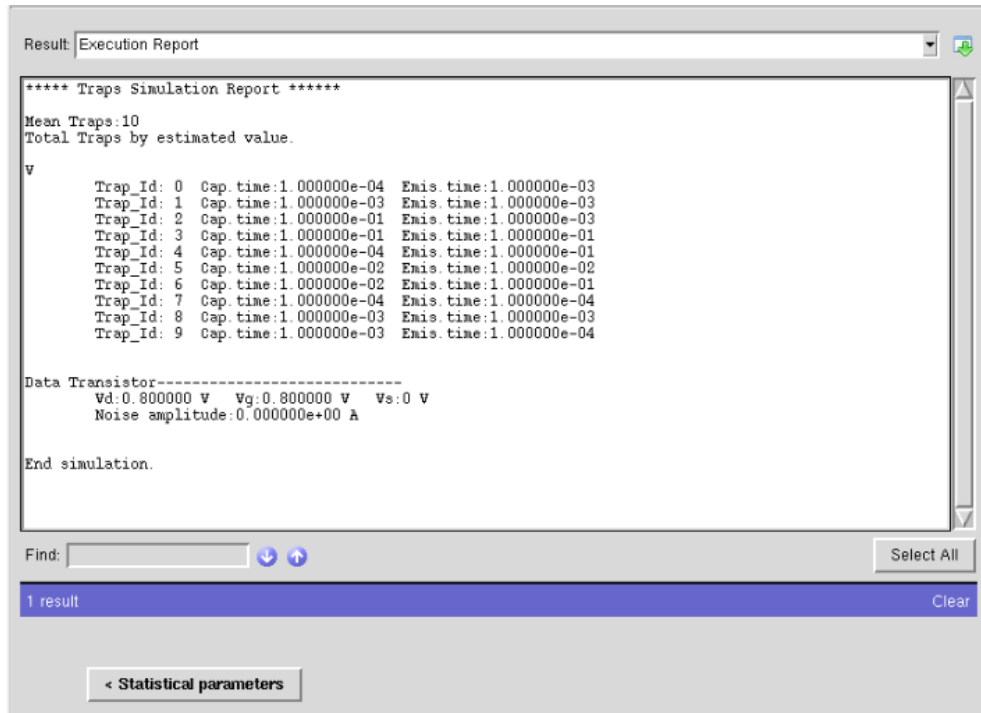 Result: Execution Report
***** Traps Simulation Report ******
Mean Traps:10
Total Traps by estimated value.
V
Trap_Id: 0 Cap.time:1.000000e-04 Emis.time:1.000000e-03
Trap_Id: 1 Cap.time:1.000000e-03 Emis.time:1.000000e-03
Trap_Id: 2 Cap.time:1.000000e-01 Emis.time:1.000000e-03
Trap_Id: 3 Cap.time:1.000000e-01 Emis.time:1.000000e-01
Trap_Id: 4 Cap.time:1.000000e-04 Emis.time:1.000000e-01
Trap_Id: 5 Cap.time:1.000000e-02 Emis.time:1.000000e-02
Trap_Id: 6 Cap.time:1.000000e-02 Emis.time:1.000000e-01
Trap_Id: 7 Cap.time:1.000000e-04 Emis.time:1.000000e-04
Trap_Id: 8 Cap.time:1.000000e-03 Emis.time:1.000000e-03
Trap_Id: 9 Cap.time:1.000000e-03 Emis.time:1.000000e-04
Data Transistor----------------------------
Vd:0.800000 V Vg:0.800000 V Vs:0 V
Noise amplitude:0.000000e+00 A
End simulation.
Find: Select All
1 result Clear
< Statistical parameters